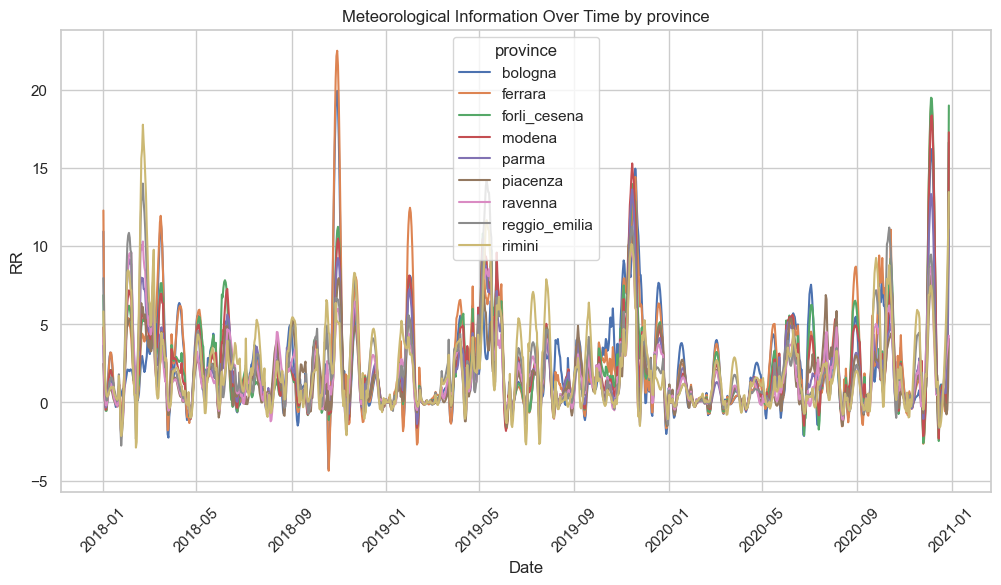 Meteorological Information Over Time by province
province
bologna
ferrara
forli_cesena
modena
parma
piacenza
ravenna
reggio_emilia
rimini
RR
20
15
10
5
0
−5
2018-01
2018-05
2018-09
2019-01
2019-05
2019-09
2020-01
2020-05
2020-09
2021-01
Date